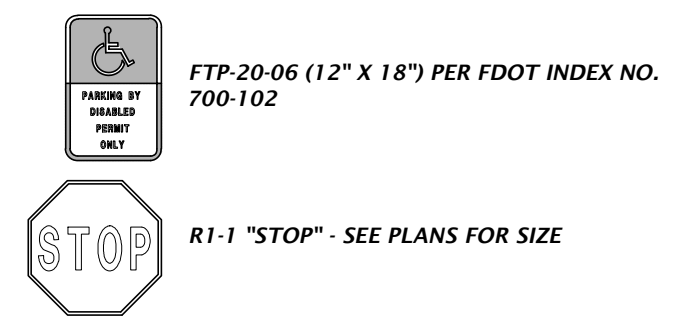 PARKING BY
DISABLED
PERMIT
ONLY
FTP-20-06 (12" X 18") PER FDOT INDEX NO.
700-102
STOP
R1-1 "STOP" - SEE PLANS FOR SIZE